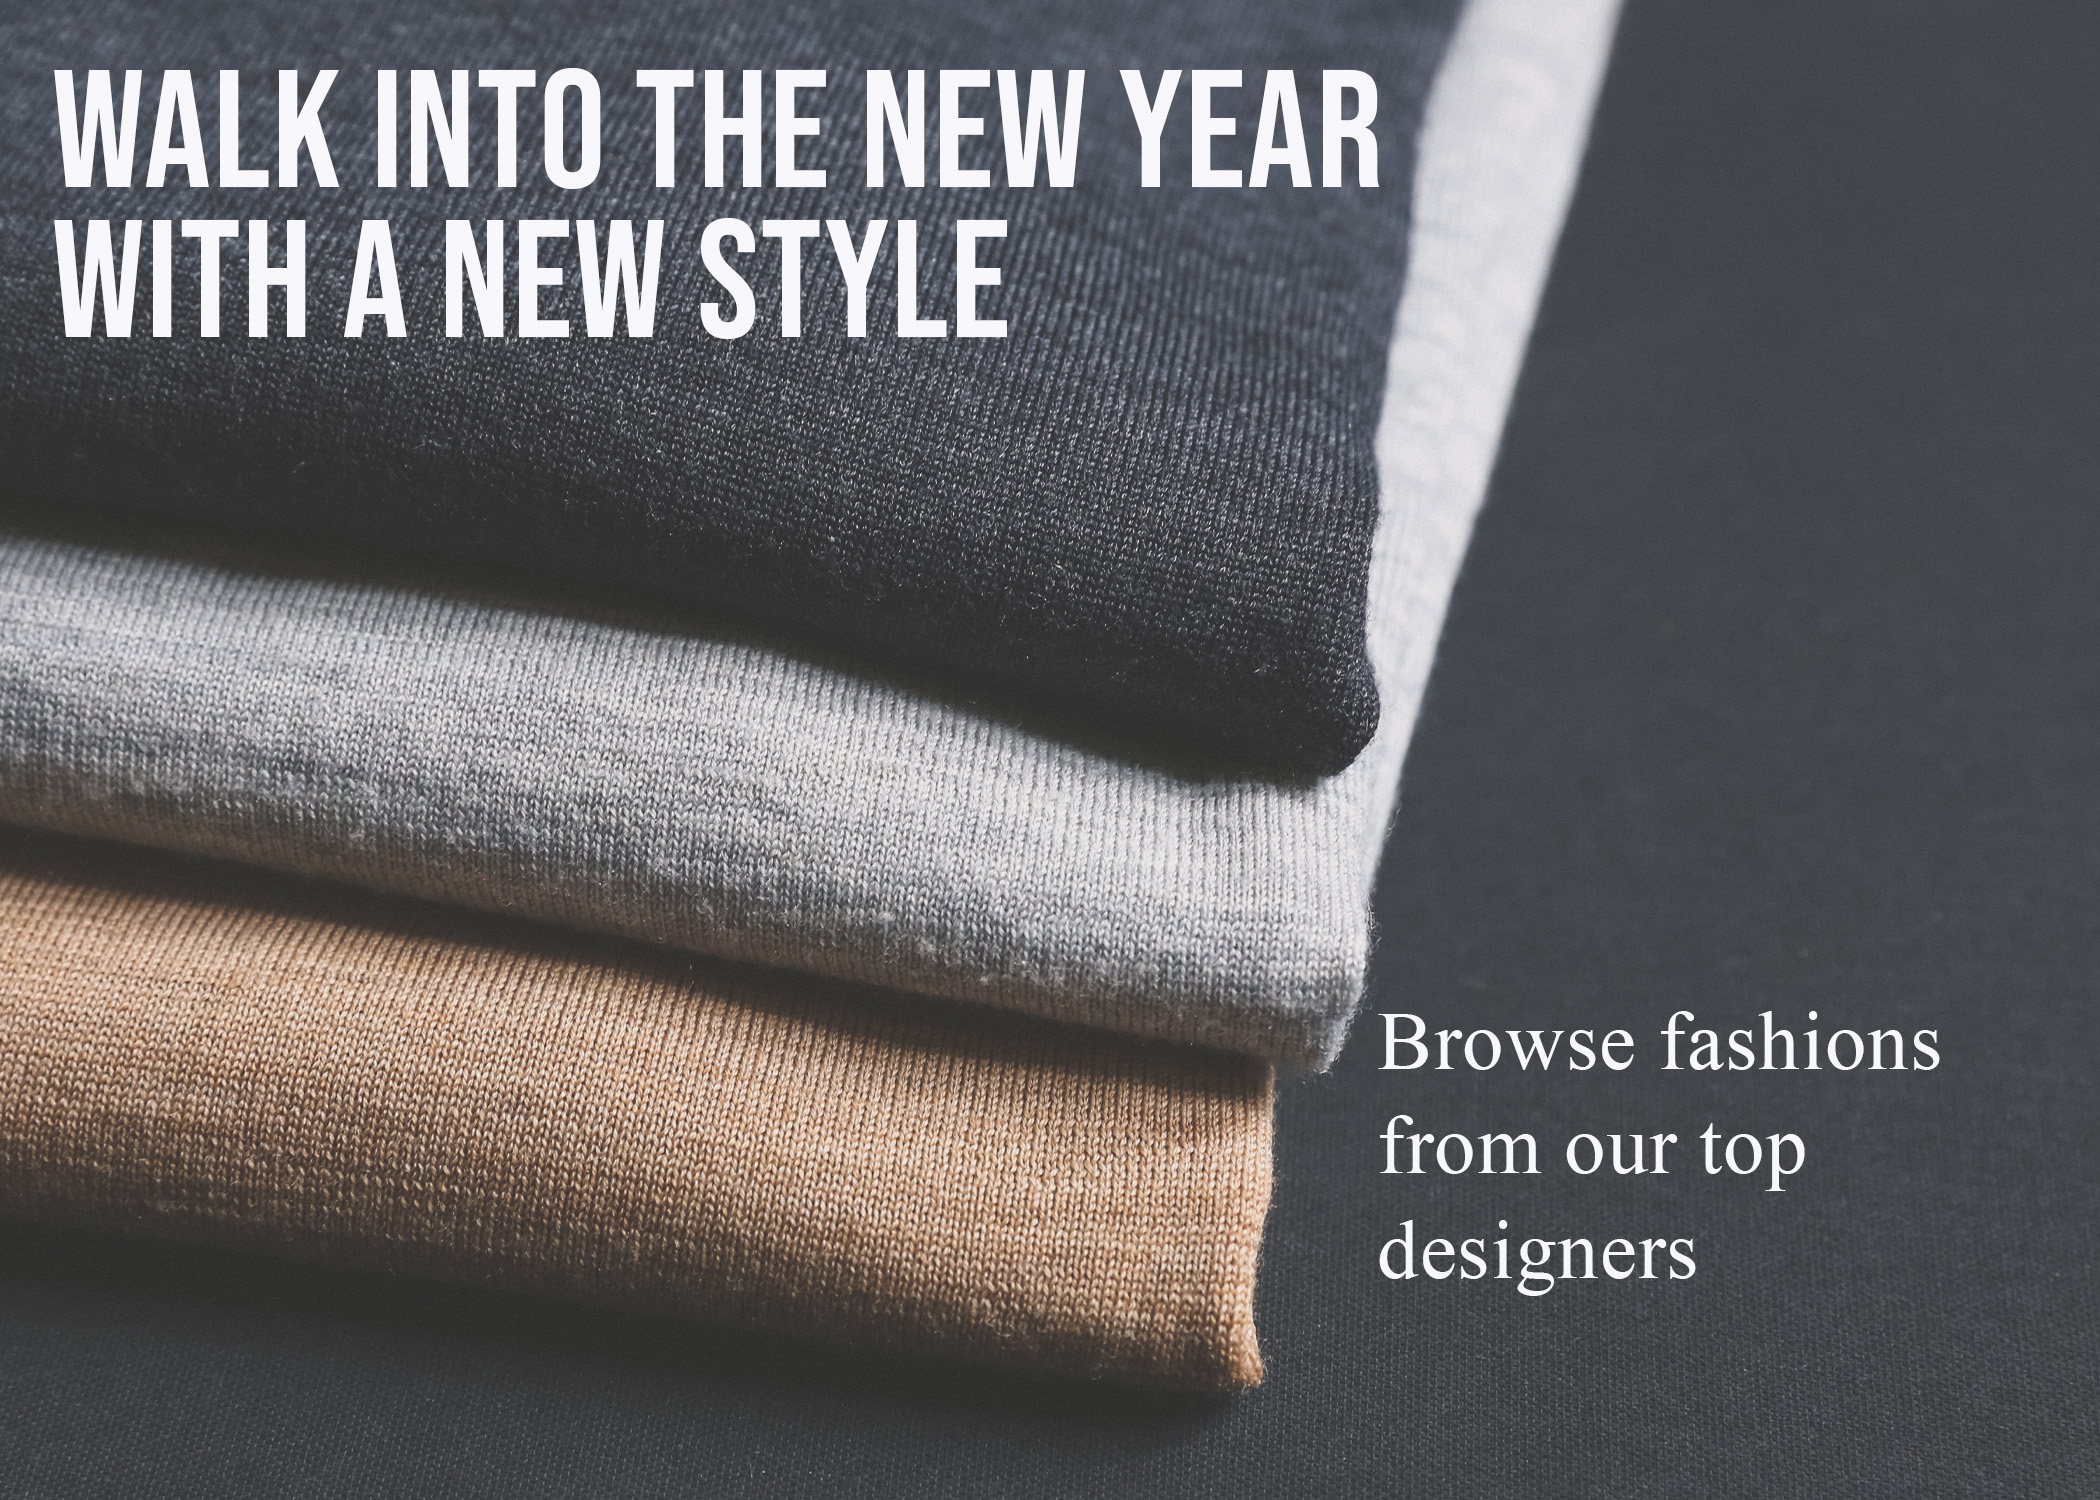 WALK INTO THE NEW YEAR
WITH A NEW STYLE
Browse fashions
from our top
designers